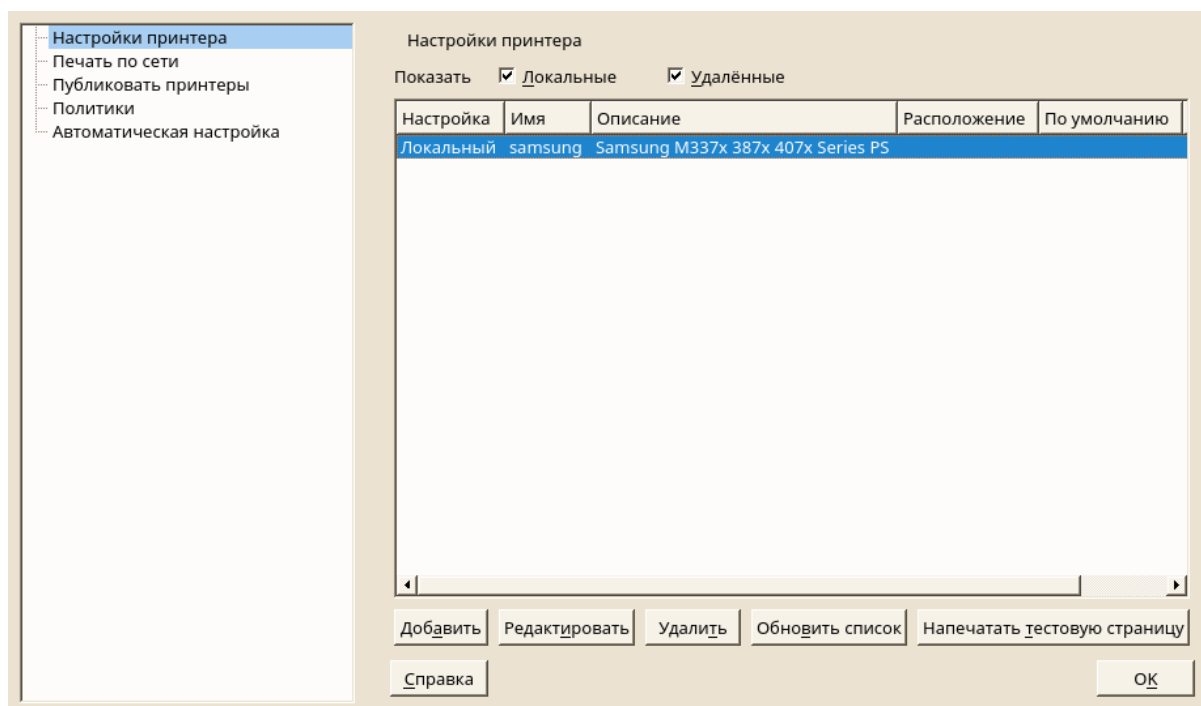 Настройки принтера
Печать по сети
Публиковать принтеры
Политики
Автоматическая настройка
Настройки принтера
Показать Локальные Удалённые
Настройка Имя Описание Расположение По умолчанию
Локальный samsung Samsung M337x 387x 407x Series PS
Добавить Редактировать Удалить Обновить список Напечатать тестовую страницу
Справка OK